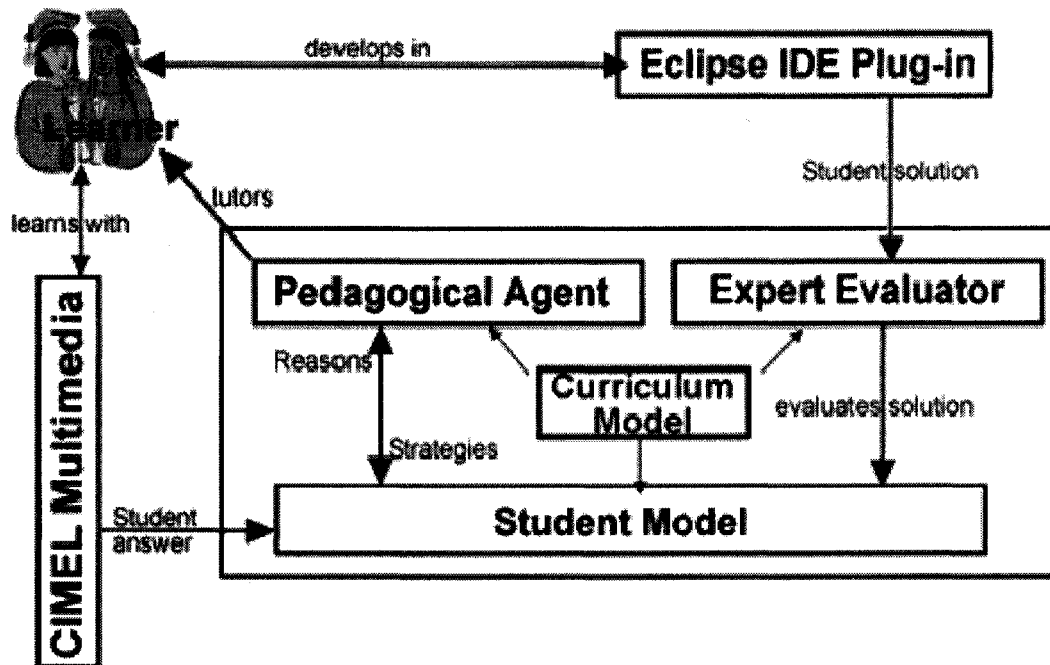 develops in
Eclipse IDE Plug-in
Learner
Student solution
tutors
learns with
Pedagogical Agent
Expert Evaluator
Reasons
Curriculum
Model
evaluates solution
Strategies
CIMEL Multimedia
Student
answer
Student Model